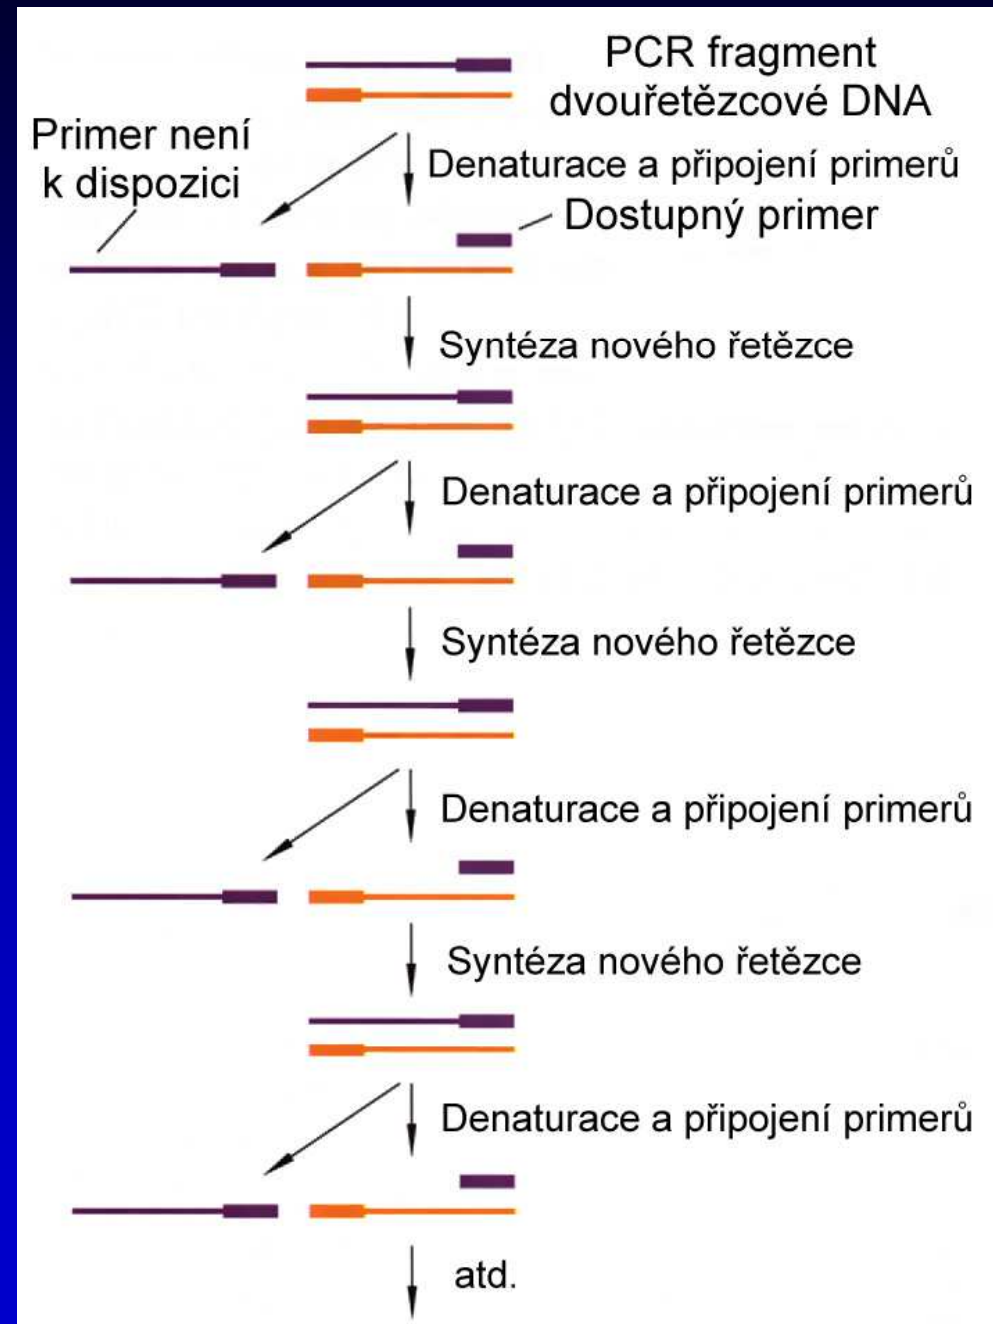 PCR fragment
dvouřetězcové DNA
Primer není
k dispozici
Denaturace a připojení primerů
Dostupný primer
Syntéza nového řetězce
Denaturace a připojení primerů
Syntéza nového řetězce
Denaturace a připojení primerů
Syntéza nového řetězce
Denaturace a připojení primerů
atd.